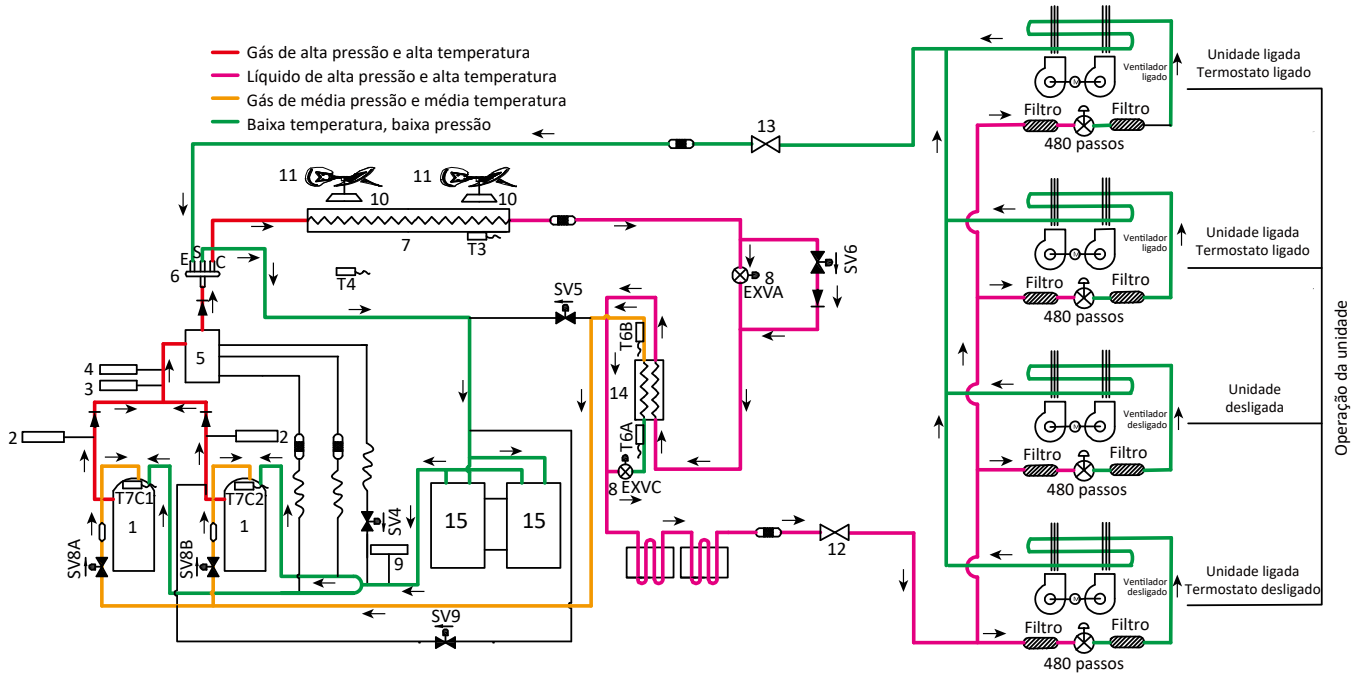 Gás de alta pressão e alta temperatura
Líquido de alta pressão e alta temperatura
Gás de média pressão e média temperatura
Baixa temperatura, baixa pressão
13
11
11
10
10
7
T3
T4
E
S
C
6
SV5
8
EXVA
SV6
T6B
14
T6A
8
EXVC
5
4
3
2
2
T7C1
T7C2
1
1
SV8A
SV8B
SV4
9
15
15
SV9
12
Ventilador
ligado
Filtro
Filtro
480 passos
M
Unidade ligada
Termostato ligado
Filtro
Filtro
480 passos
M
Unidade ligada
Termostato ligado
Ventilador
desligado
Filtro
Filtro
480 passos
M
Unidade
desligada
Ventilador
desligado
Filtro
Filtro
480 passos
M
Unidade ligada
Termostato desligado
Operação da unidade